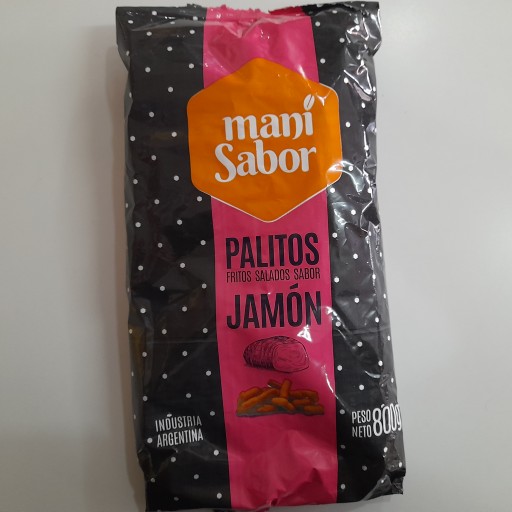 maní
Sabor
PALITOS
FRITOS SALADOS SABOR
JAMÓN
INDUSTRIA
ARGENTINA
PESO
NETO 800g